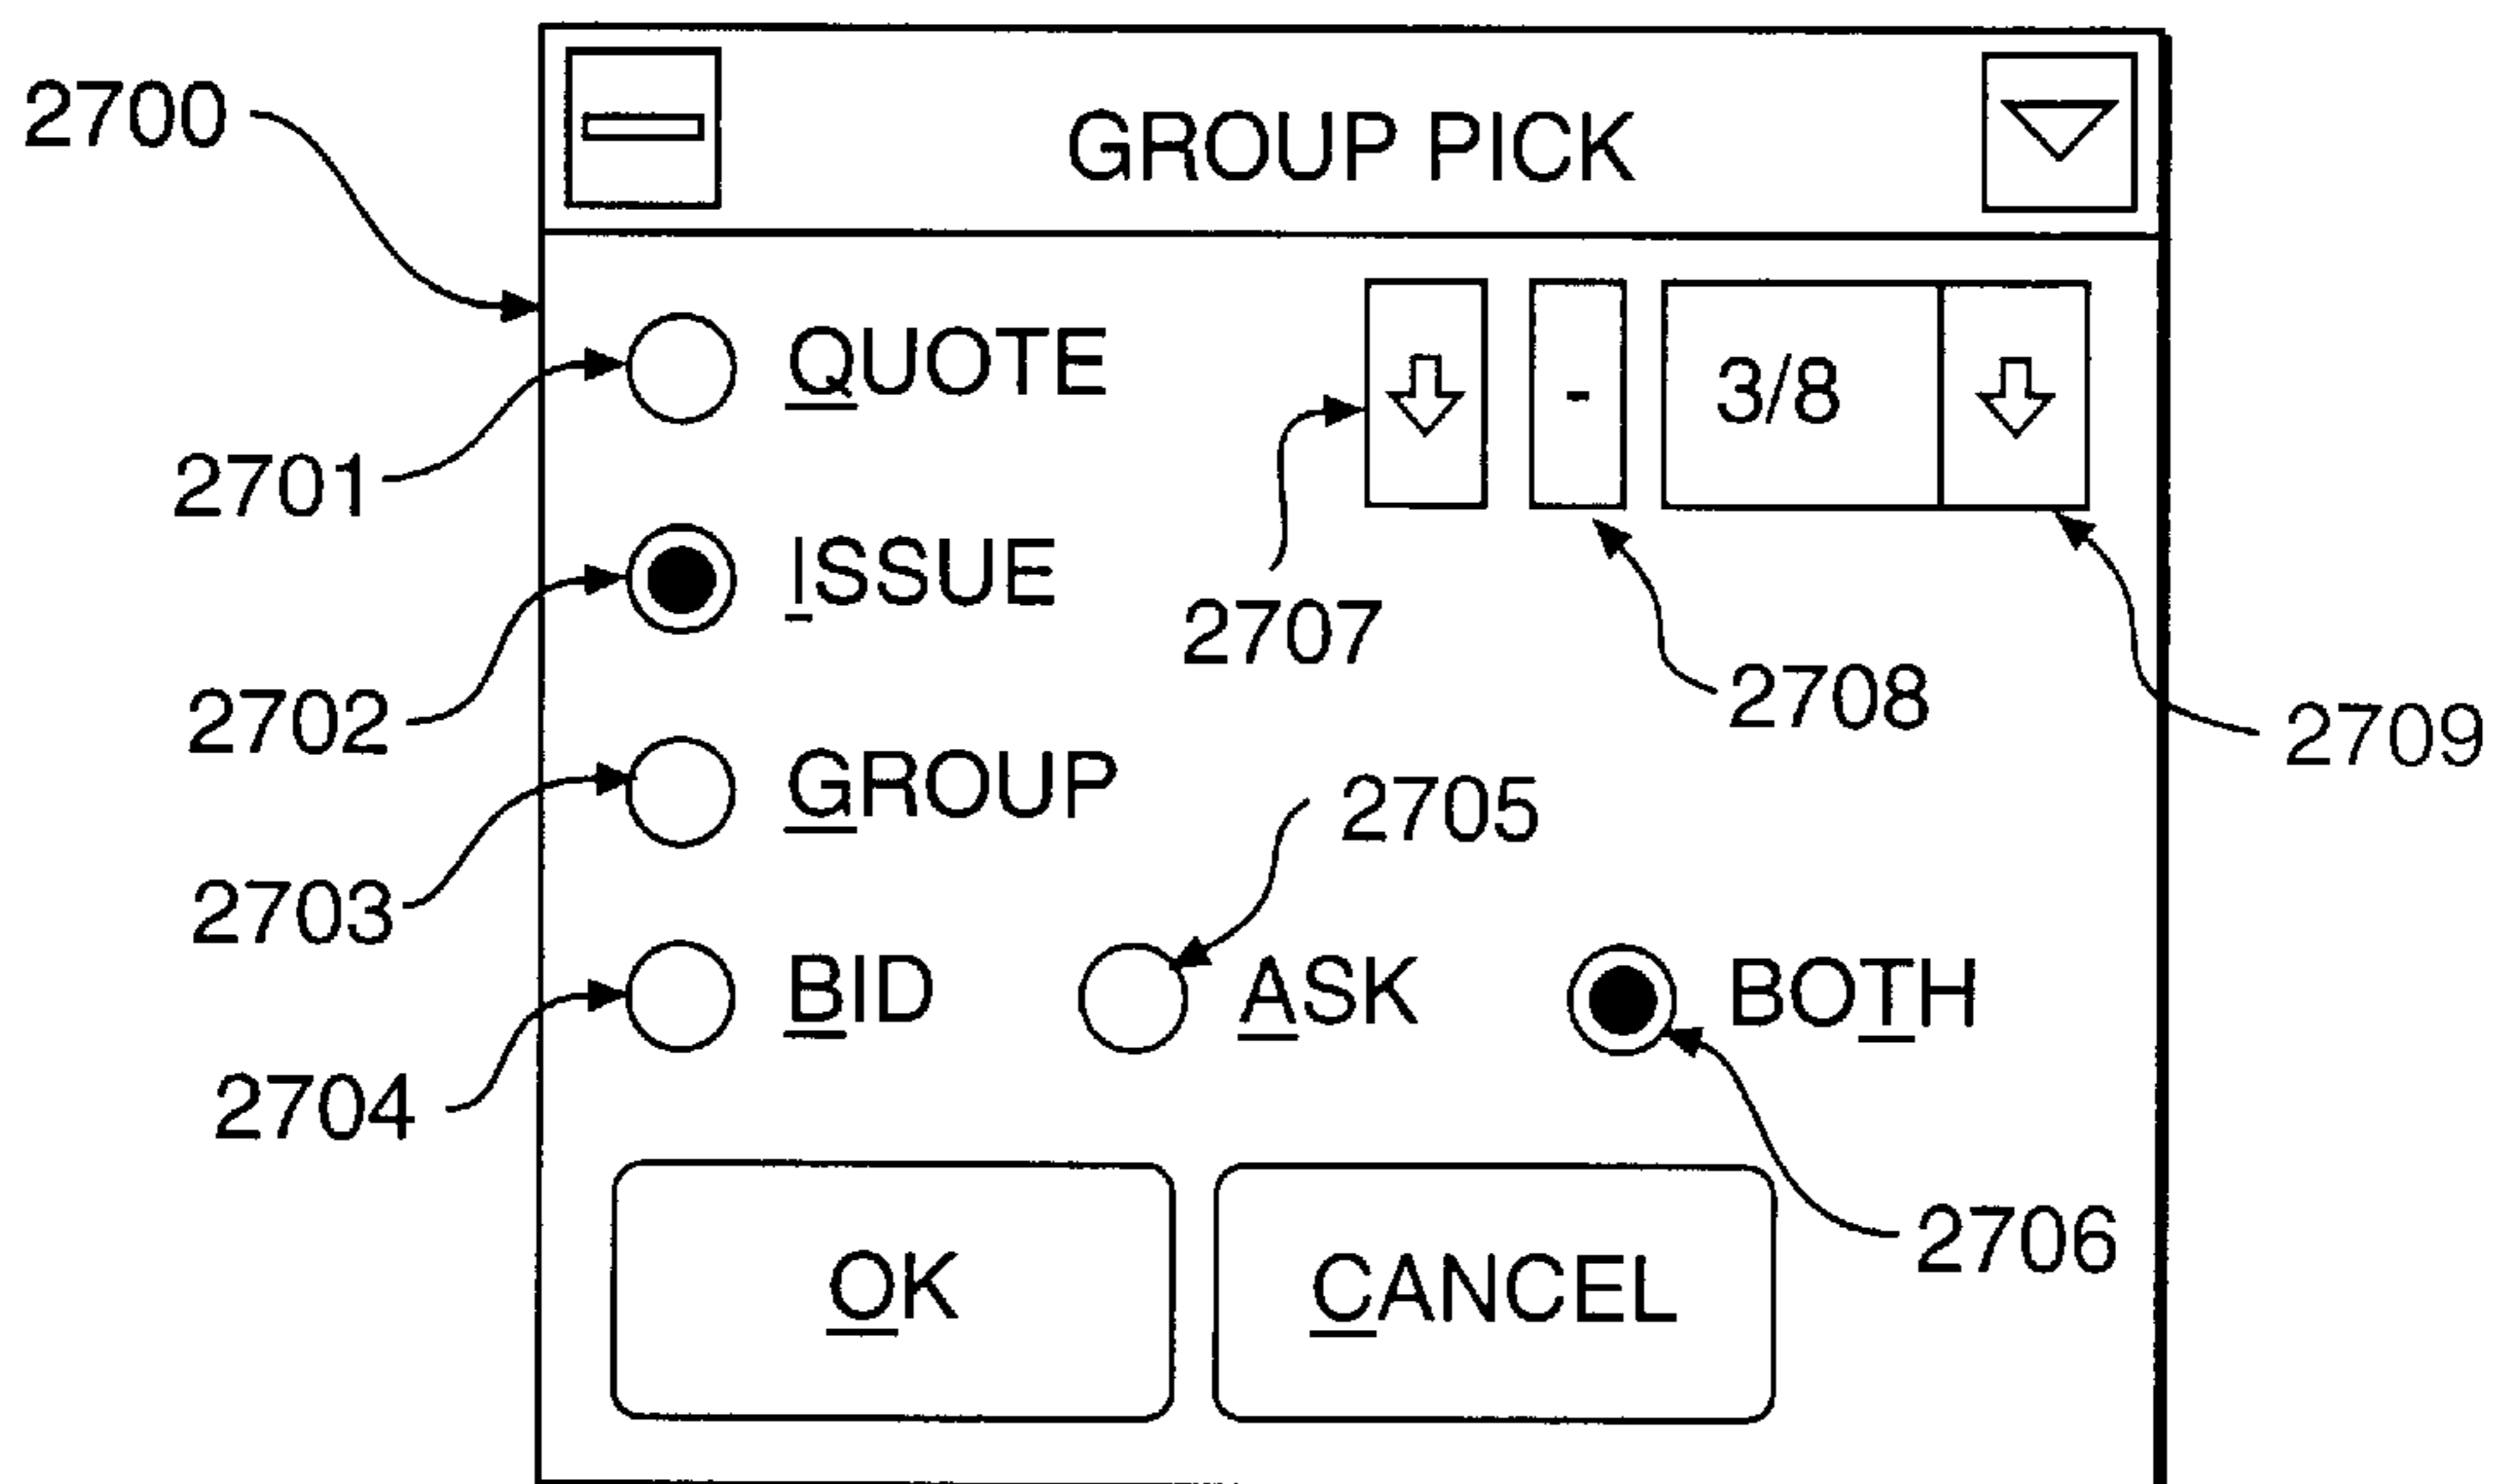 2700
GROUP PICK
QUOTE
- 3/8
2701
ISSUE
2707
2702
2708
2709
GROUP
2705
2703
BID ASK BOTH
2704
2706
OK CANCEL